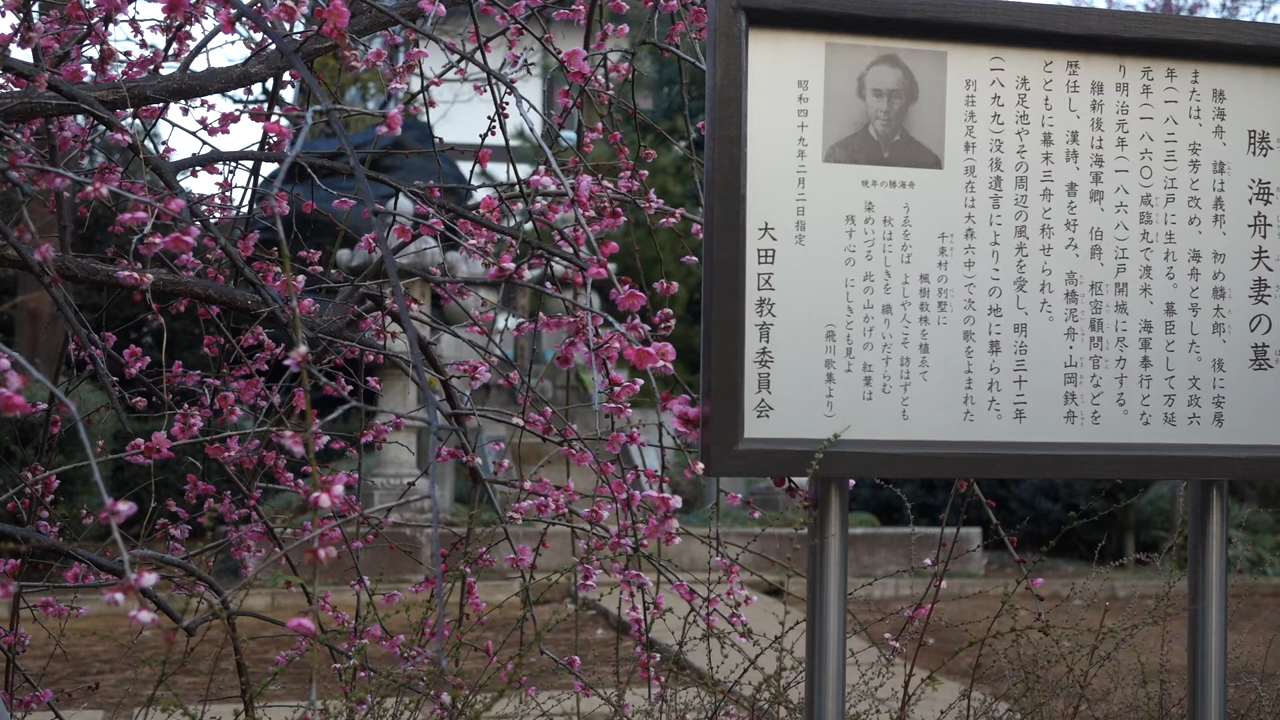 勝海舟夫妻の墓
勝海舟、諱は義邦、初め麟太郎、後に安房
または、安芳と改め、海舟と号した。文政六
年(一八二三)江戸に生れる。幕臣として万延
元年(一八六〇)咸臨丸で渡米、海軍奉行とな
り明治元年(一八六八)江戸開城に尽力する。
維新後は海軍卿、伯爵、枢密顧問官などを
歴任し、漢詩、書を好み、高橋泥舟・山岡鉄舟
とともに幕末三舟と称せられた。
洗足池やその周辺の風光を愛し、明治三十二年
(一八九九)没後遺言によりこの地に葬られた。
別荘洗足軒(現在は大森六中)で次の歌をよまれた
千束村の別墅に
楓樹数株を植ゑて
うゑをかば よしや人こそ 訪はずとも
秋はにしきを 織りいだすらむ
染めいづる 此の山かげの 紅葉は
残す心の にしきとも見よ
(飛川歌集より)
晩年の勝海舟
昭和四十九年二月二日指定
大田区教育委員会